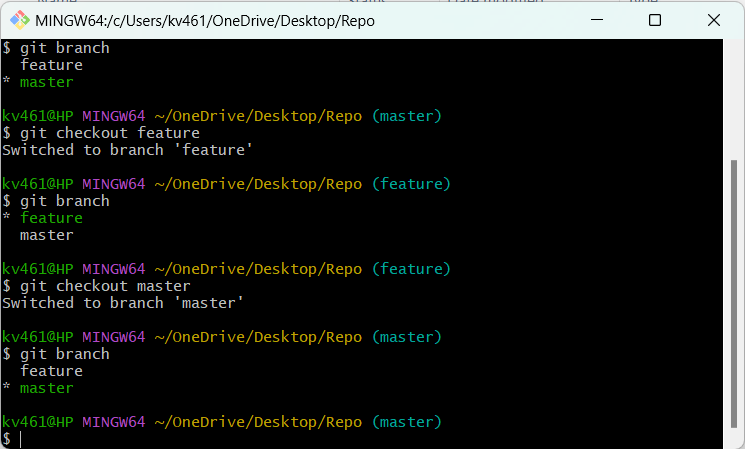 MINGW64:/c/Users/kv461/OneDrive/Desktop/Repo
$ git branch
  feature
* master
kv461@HP MINGW64 ~/OneDrive/Desktop/Repo (master)
$ git checkout feature
Switched to branch 'feature'
kv461@HP MINGW64 ~/OneDrive/Desktop/Repo (feature)
$ git branch
* feature
  master
kv461@HP MINGW64 ~/OneDrive/Desktop/Repo (feature)
$ git checkout master
Switched to branch 'master'
kv461@HP MINGW64 ~/OneDrive/Desktop/Repo (master)
$ git branch
  feature
* master
kv461@HP MINGW64 ~/OneDrive/Desktop/Repo (master)
$